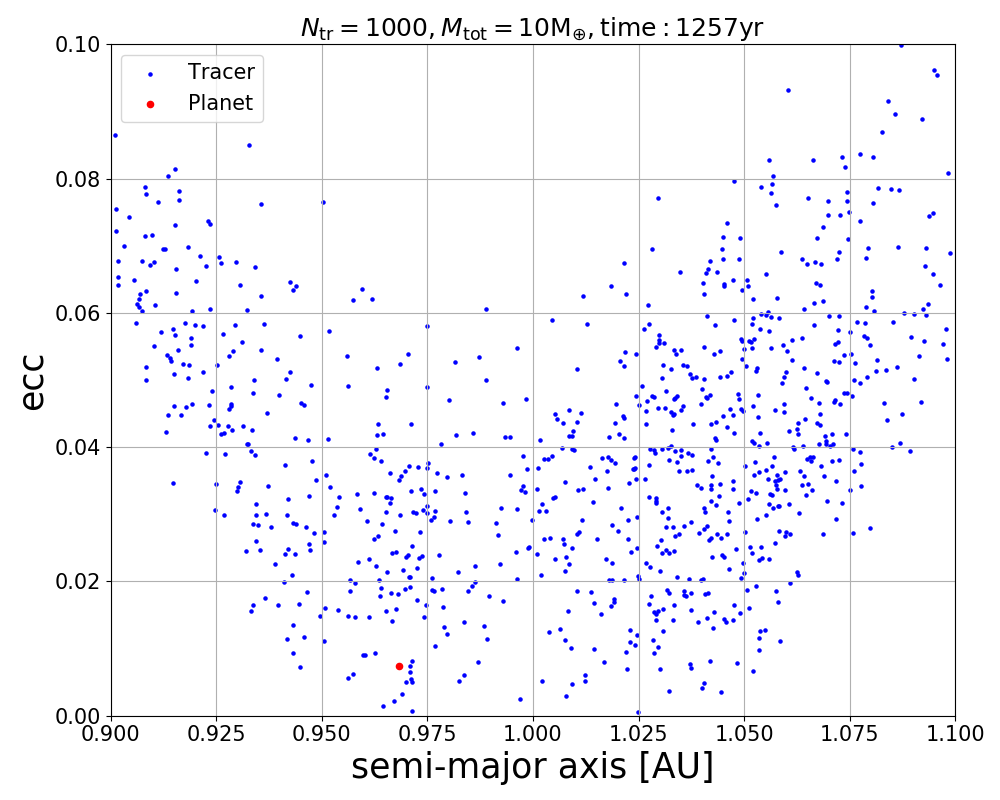 N_tr = 1000, M_tot = 10M_⊕, time : 1257yr
Tracer
Planet
ecc
0.10
0.08
0.06
0.04
0.02
0.00
0.900 0.925 0.950 0.975 1.000 1.025 1.050 1.075 1.100
semi-major axis [AU]